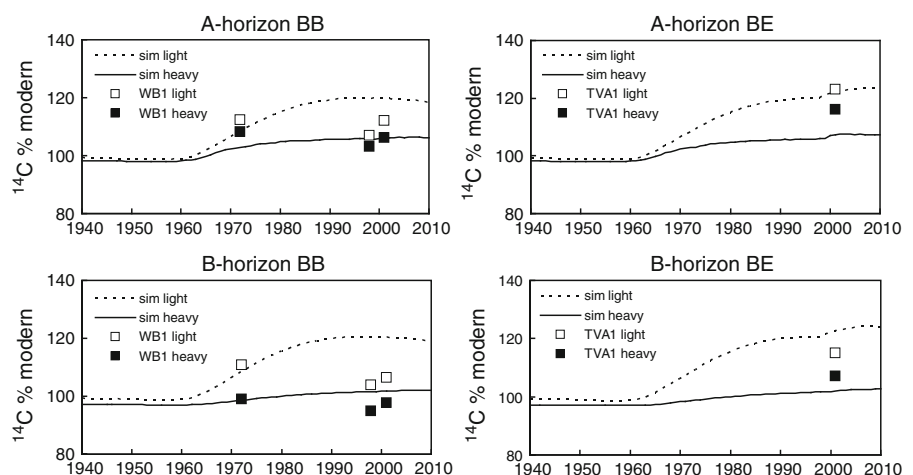 A-horizon BB
140
120
100
80
¹⁴C % modern
sim light
sim heavy
WB1 light
WB1 heavy
1940 1950 1960 1970 1980 1990 2000 2010
A-horizon BE
140
120
100
80
¹⁴C % modern
sim light
sim heavy
TVA1 light
TVA1 heavy
1940 1950 1960 1970 1980 1990 2000 2010
B-horizon BB
140
120
100
80
¹⁴C % modern
sim light
sim heavy
WB1 light
WB1 heavy
1940 1950 1960 1970 1980 1990 2000 2010
B-horizon BE
140
120
100
80
¹⁴C % modern
sim light
sim heavy
TVA1 light
TVA1 heavy
1940 1950 1960 1970 1980 1990 2000 2010